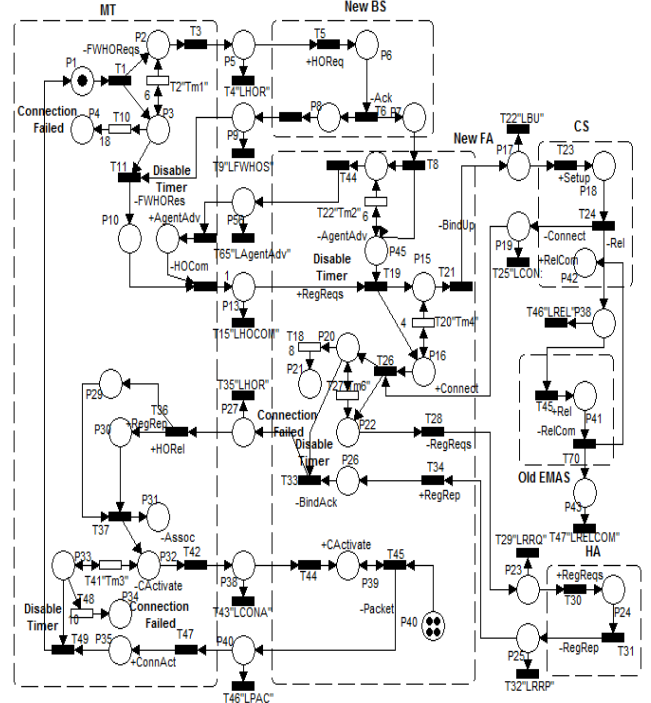 MT
New BS
P2
-FWHOReqs
T3
P5
T5
+HOReq
P6
P1
T1
T2"Tm1"
6
T4"LHOR"
-Ack
Connection
Failed
P4
T10
18
P3
P8
T6
P7
P9
T9"LFWHOS"
T22"LBU"
CS
New FA
P17
T23
+Setup
P18
T11
Disable
Timer
-FWHORes
T44
T8
T22"Tm2"
6
-BindUp
T24
-Connect
-Rel
P10
+AgentAdv
P56
T65"LAgentAdv"
-AgentAdv
P45
P19
T25"LCON:
+RelCom
P42
-HOCom
Disable
Timer
P15
T19
T21
+RegReqs
1
P13
T15"LHOCOM"
4
T20"Tm4"
T46"LREL"
P38
T18
8
P20
P21
T26
P16
+Connect
P29
T35"LHOR"
T27"Tm6"
T45
+Rel
P41
-RelCom
T36
+RegRep
P30
+HORel
P27
Connection
Failed
P22
T28
-RegReqs
T70
Disable
Timer
T33
P26
T34
+RegRep
-BindAck
Old EMAS
P43
T47"LRELCOM"
P31
T37
-Assoc
T29"LRRQ"
HA
P33
T41"Tm3"
P32
T42
-CActivate
P38
+CActivate
T44
P39
T45
P23
+RegReqs
T30
P24
T43"LCONA"
T48
10
P34
Connection
Failed
-Packet
P40
Disable
Timer
T49
P35
+ConnAct
T47
P40
P25
-RegRep
T31
T32"LRRP"
T46"LPAC"